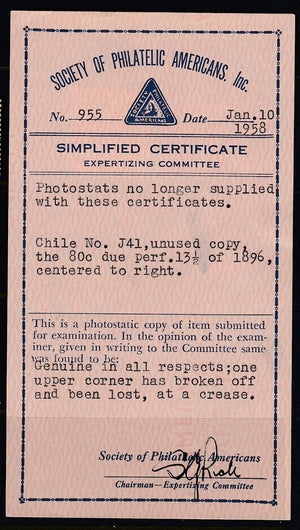 SOCIETY OF PHILATELIC AMERICANS, Inc.
SOCIETY PHILATELIC AMERICANS
No. 955 Date Jan.10
1958
SIMPLIFIED CERTIFICATE
EXPERTIZING COMMITTEE
Photostats no longer supplied
with these certificates.
Chile No. J41,unused copy,
the 80c due perf.13½ of 1896,
centered to right.
This is a photostatic copy of item submitted
for examination. In the opinion of the exam-
iner, given in writing to the Committee same
was found to be:
Genuine in all respects;one
upper corner has broken off
and been lost, at a crease.
Society of Philatelic Americans
Chairman—Expertizing Committee